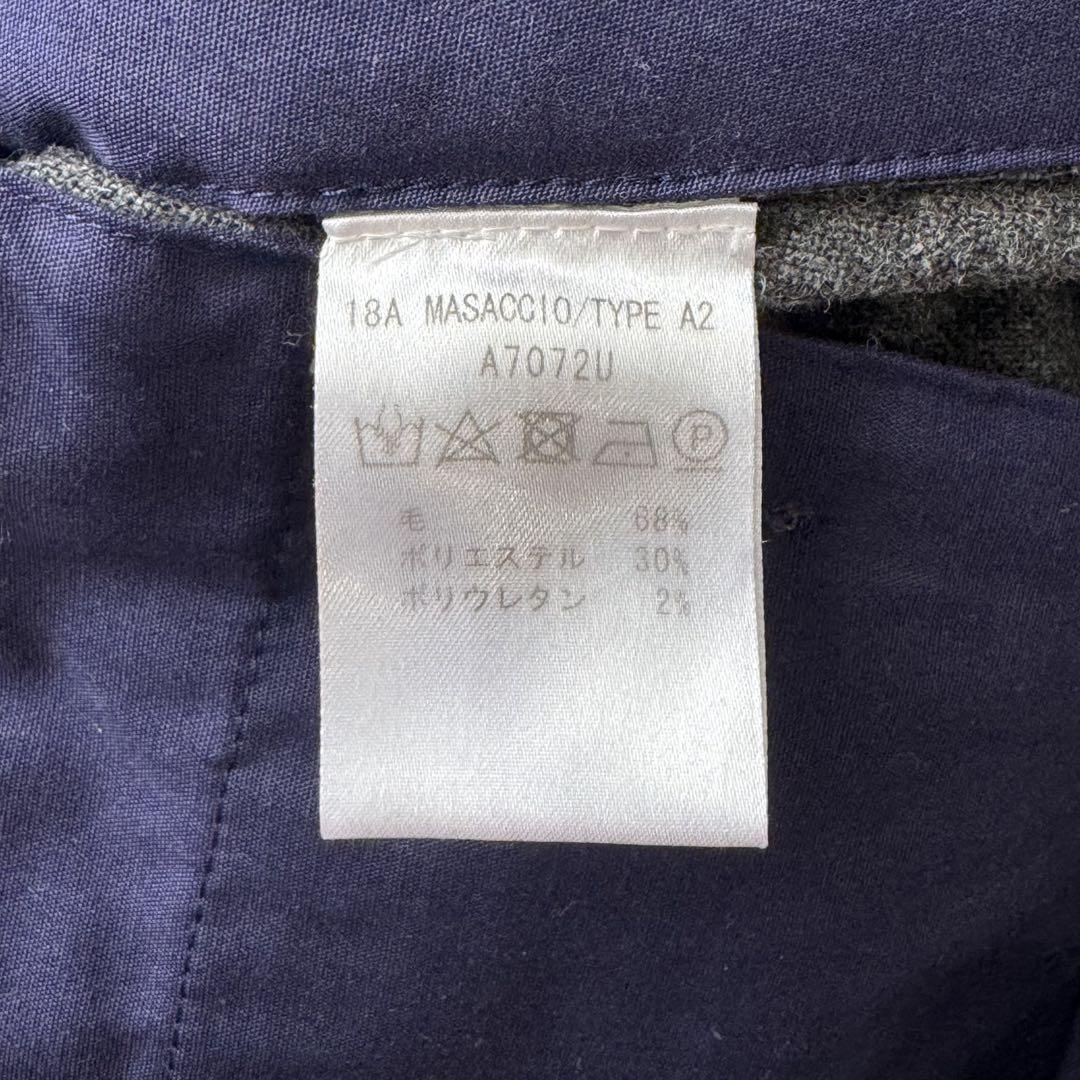 18A MASACCIO/TYPE A2
A7072U
P
毛 68%
ポリエステル 30%
ポリウレタン 2%